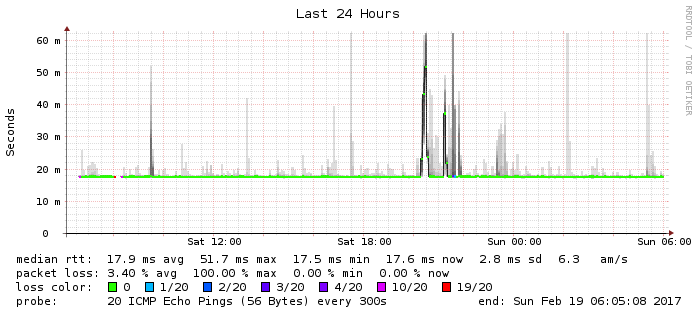 Last 24 Hours
RRDTOOL / TOBI OETIKER
Seconds
60 m
50 m
40 m
30 m
20 m
10 m
0
Sat 12:00 Sat 18:00 Sun 00:00 Sun 06:00
median rtt: 17.9 ms avg 51.7 ms max 17.5 ms min 17.6 ms now 2.8 ms sd 6.3 am/s
packet loss: 3.40 % avg 100.00 % max 0.00 % min 0.00 % now
loss color: 0 1/20 2/20 3/20 4/20 10/20 19/20
probe: 20 ICMP Echo Pings (56 Bytes) every 300s end: Sun Feb 19 06:05:08 2017